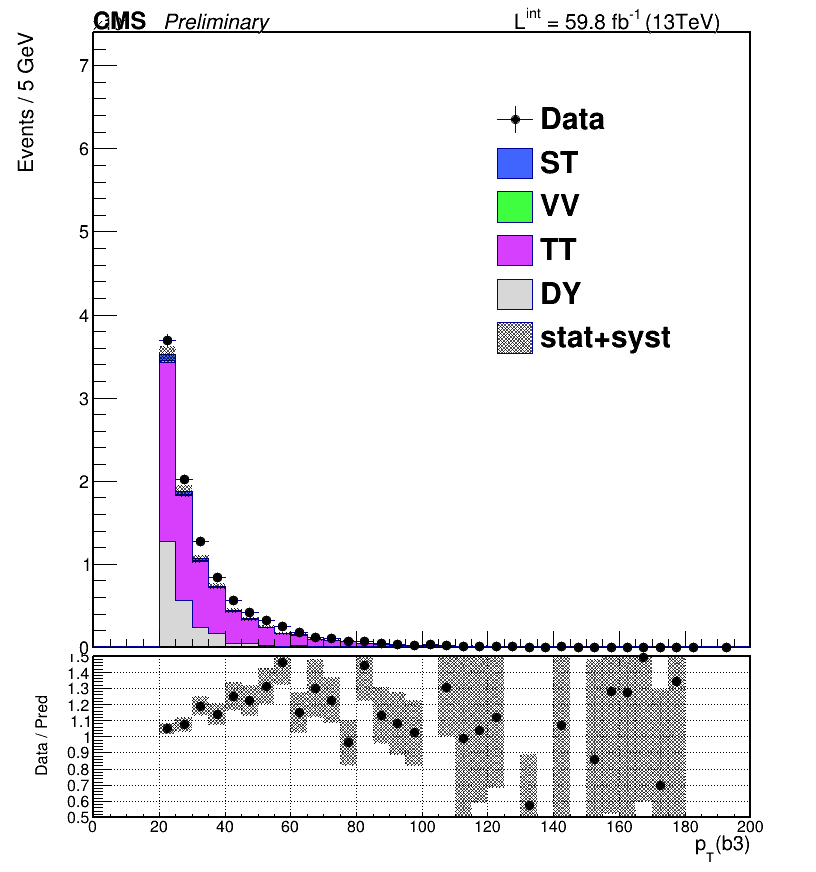 CMS Preliminary L^int = 59.8 fb^-1 (13TeV)
Events / 5 GeV
7
6
5
4
3
2
1
0
Data
ST
VV
TT
DY
stat+syst
Data / Pred
1.5
1.4
1.3
1.2
1.1
1
0.9
0.8
0.7
0.6
0.5
0 20 40 60 80 100 120 140 160 180 200
p_T(b3)